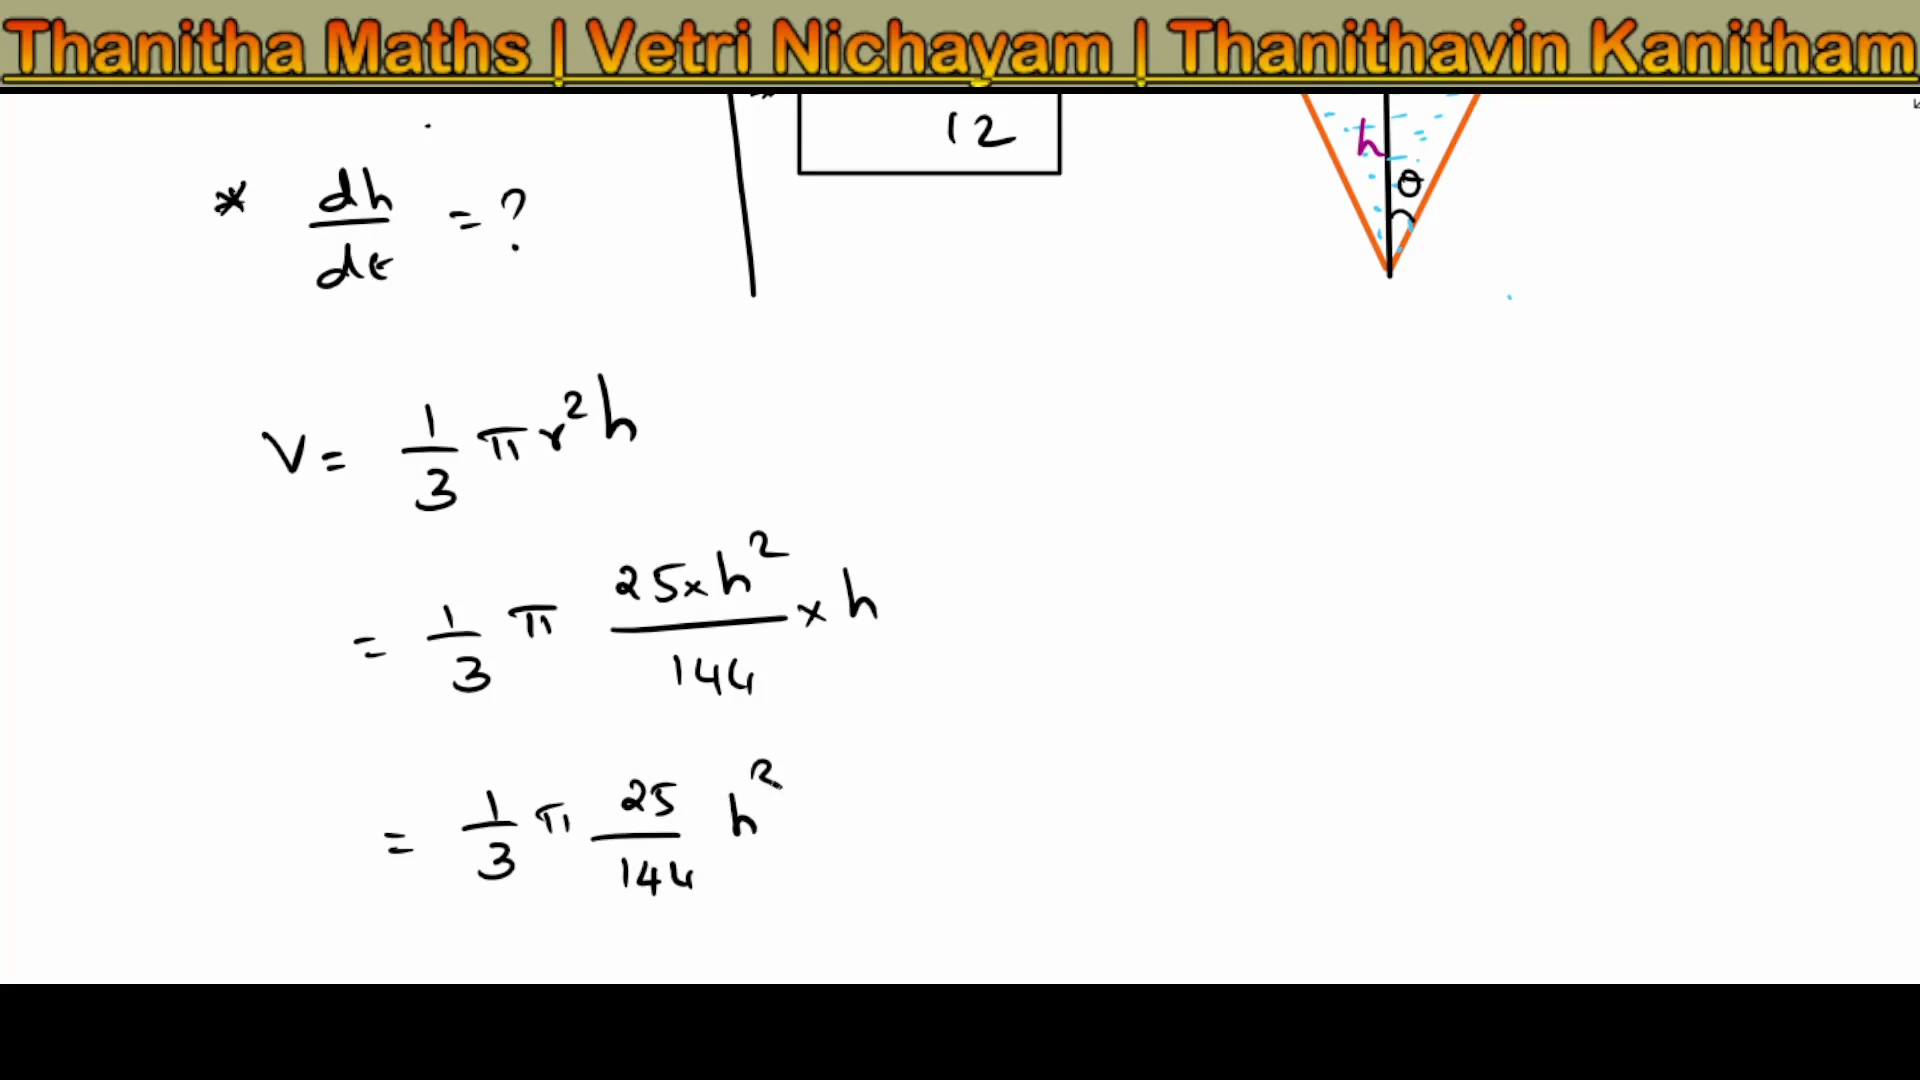 Thanitha Maths | Vetri Nichayam | Thanithavin Kanitham
12
h
θ
* dh/dt = ?
V = 1/3 π r² h
= 1/3 π 25×h²/144 × h
= 1/3 π 25/144 h²